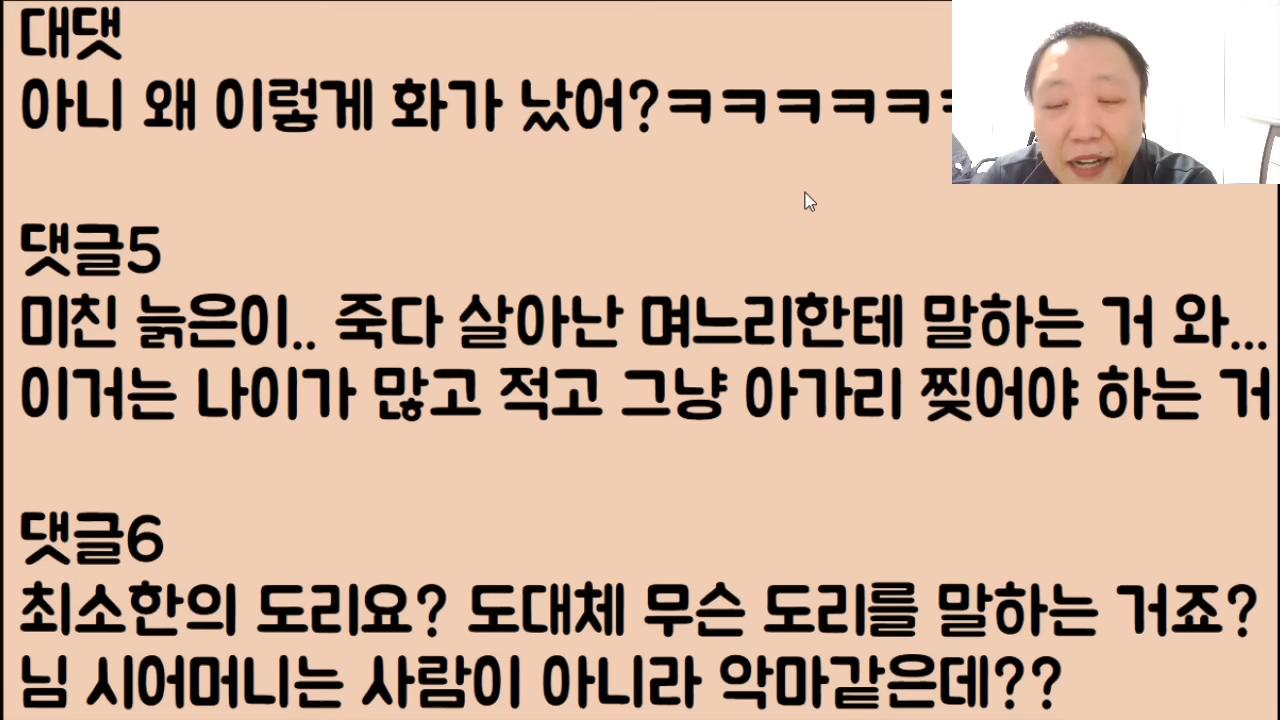 대댓
아니 왜 이렇게 화가 났어?ㅋㅋㅋㅋㅋ
댓글5
미친 늙은이.. 죽다 살아난 며느리한테 말하는 거 와...
이거는 나이가 많고 적고 그냥 아가리 찢어야 하는 거
댓글6
최소한의 도리요? 도대체 무슨 도리를 말하는 거죠?
님 시어머니는 사람이 아니라 악마같은데??